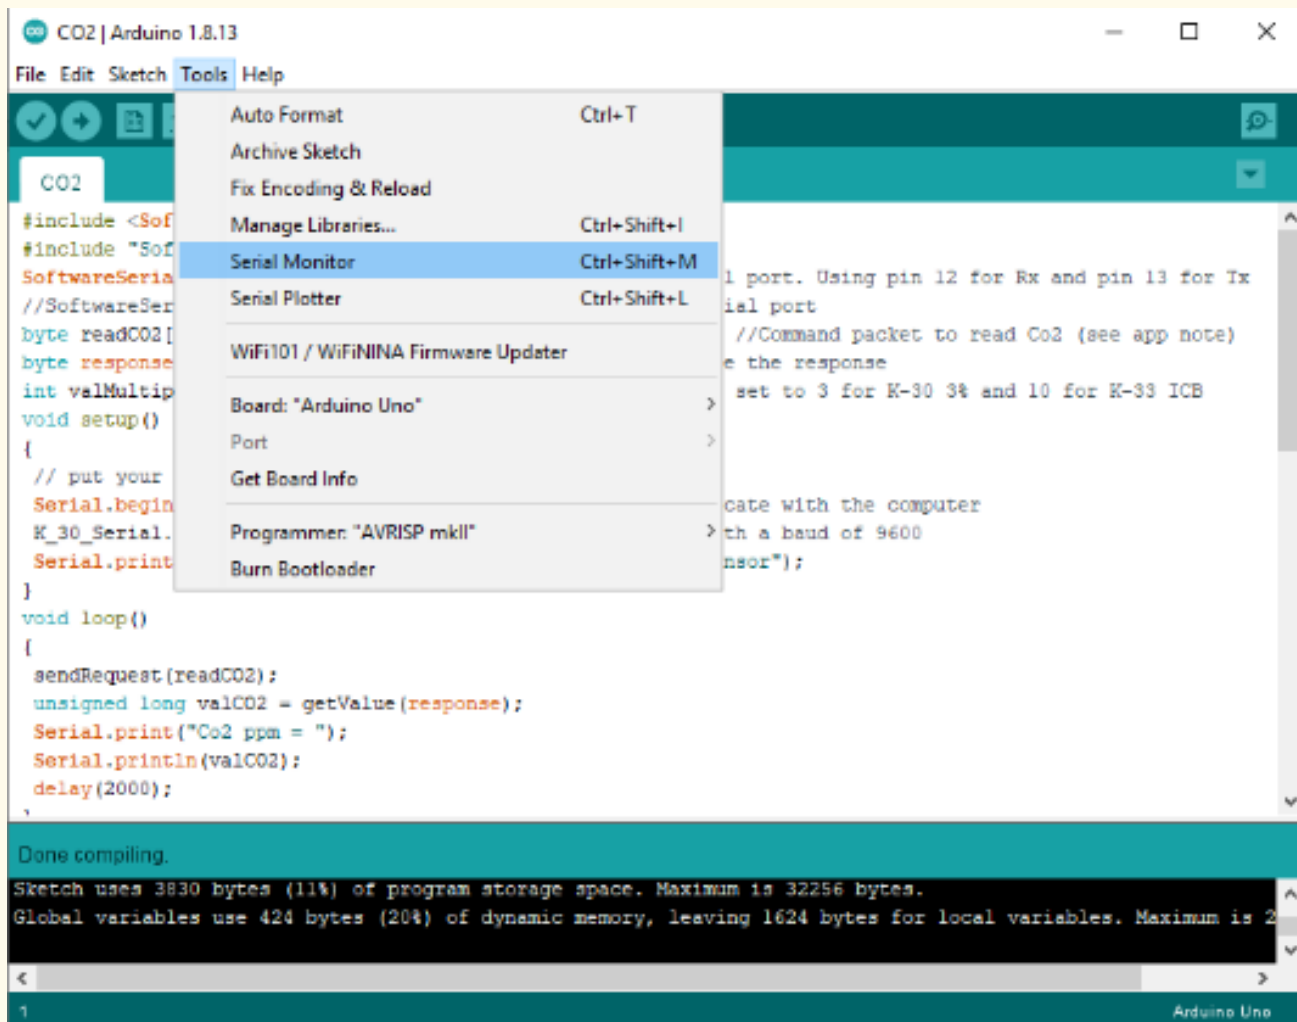 CO2 | Arduino 1.8.13
File Edit Sketch Tools Help
Auto Format Ctrl+T
Archive Sketch
Fix Encoding & Reload
Manage Libraries... Ctrl+Shift+I
Serial Monitor Ctrl+Shift+M
Serial Plotter Ctrl+Shift+L
WiFi101 / WiFiNINA Firmware Updater
Board: "Arduino Uno"
Port
Get Board Info
Programmer: "AVRISP mkII"
Burn Bootloader
CO2
#include <Sof
#include "Sof
SoftwareSeria l port. Using pin 12 for Rx and pin 13 for Tx
//SoftwareSer ial port
byte readCO2[ //Command packet to read Co2 (see app note)
byte response e the response
int valMultip set to 3 for K-30 3% and 10 for K-33 ICB
void setup()
{
// put your
Serial.begin cate with the computer
K_30_Serial. th a baud of 9600
Serial.print nsor");
}
void loop()
{
sendRequest(readCO2);
unsigned long valCO2 = getValue(response);
Serial.print("Co2 ppm = ");
Serial.println(valCO2);
delay(2000);
Done compiling.
Sketch uses 3830 bytes (11%) of program storage space. Maximum is 32256 bytes.
Global variables use 424 bytes (20%) of dynamic memory, leaving 1624 bytes for local variables. Maximum is 2
1
Arduino Uno